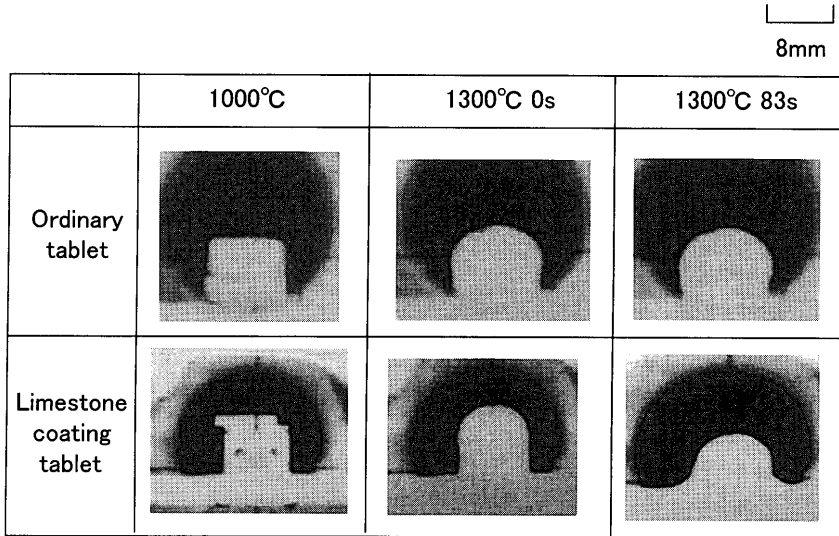 8mm
1000℃
1300℃ 0s
1300℃ 83s
Ordinary
tablet
Limestone
coating
tablet